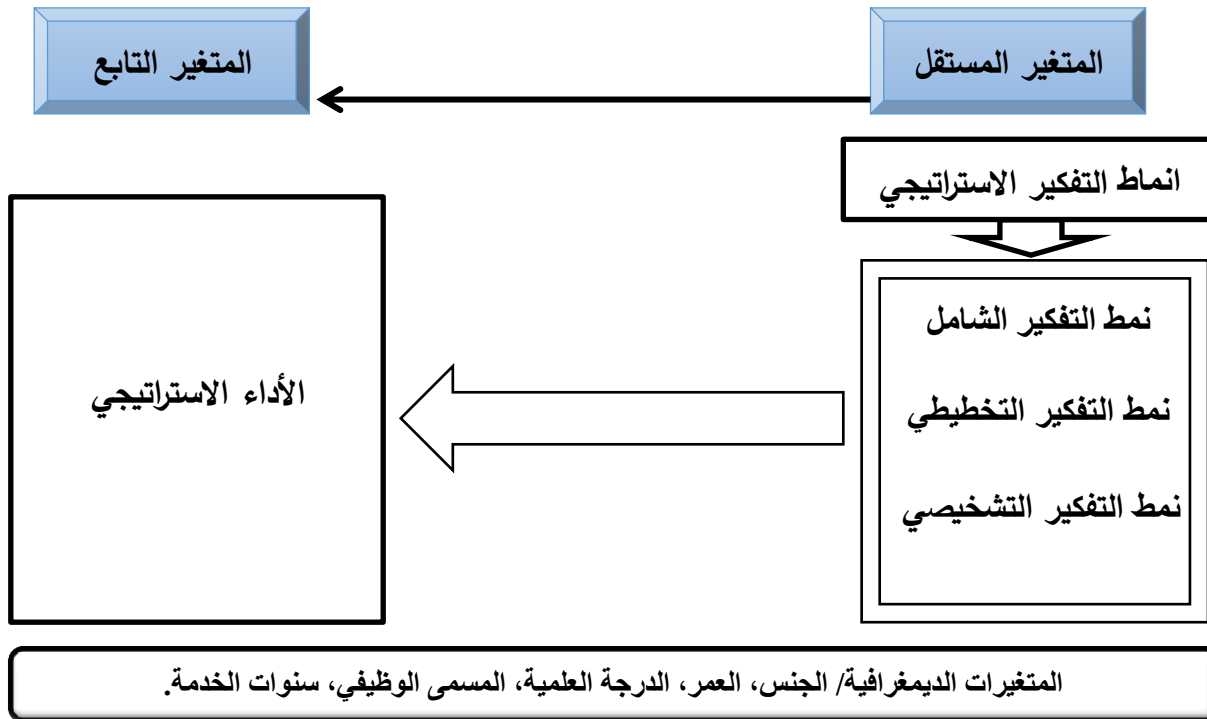 المتغير المستقل
المتغير التابع
انماط التفكير الاستراتيجي
نمط التفكير الشامل
نمط التفكير التخطيطي
نمط التفكير التشخيصي
الأداء الاستراتيجي
المتغيرات الديمغرافية/ الجنس، العمر، الدرجة العلمية، المسمى الوظيفي، سنوات الخدمة.